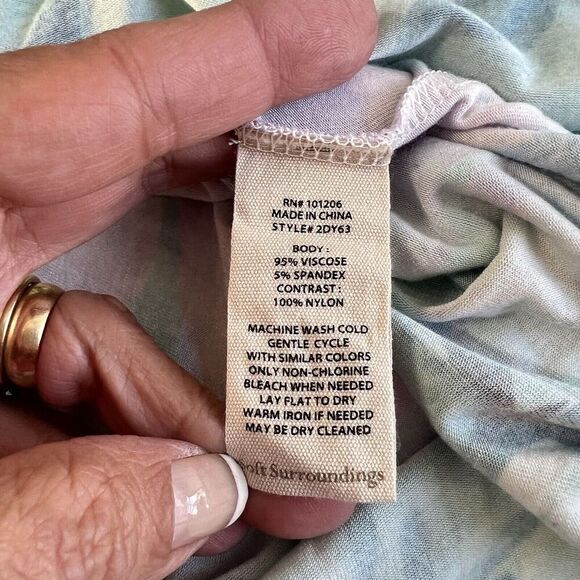 RN# 101206
MADE IN CHINA
STYLE# 2DY63
BODY :
95% VISCOSE
5% SPANDEX
CONTRAST :
100% NYLON
MACHINE WASH COLD
GENTLE CYCLE
WITH SIMILAR COLORS
ONLY NON-CHLORINE
BLEACH WHEN NEEDED
LAY FLAT TO DRY
WARM IRON IF NEEDED
MAY BE DRY CLEANED
Soft Surroundings